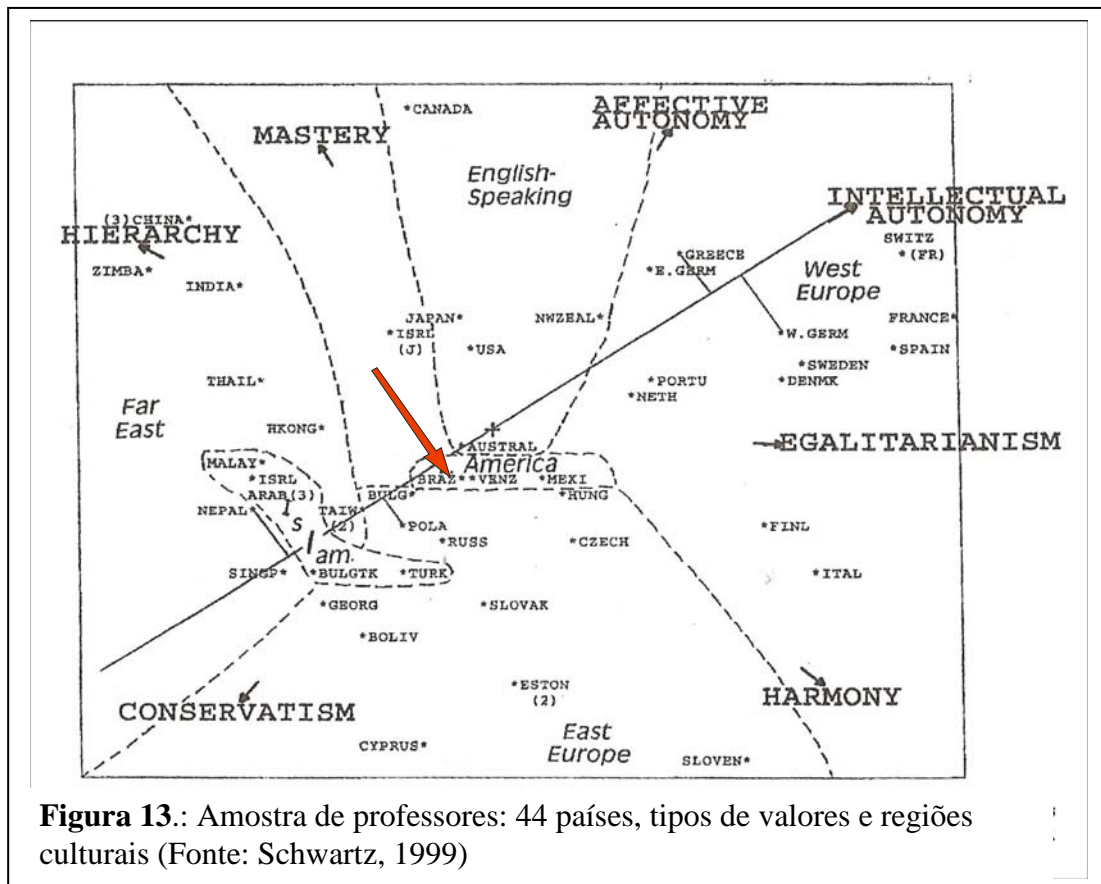 *CANADA
AFFECTIVE
AUTONOMY
MASTERY
English-
Speaking
INTELLECTUAL
AUTONOMY
(3)CHINA*
HIERARCHY
SWITZ
*(FR)
*GREECE
*E.GERM
West
Europe
ZIMBA*
INDIA*
JAPAN*
NWZEAL*
FRANCE*
*ISRL
(J)
*W.GERM
*USA
*SPAIN
*SWEDEN
THAIL*
*PORTU
*DENMK
*NETH
Far
East
HKONG*
+
*AUSTRAL
EGALITARIANISM
America
MALAY*
*ISRL
ARAB(3)
BRAZ*
*VENZ
*MEXI
BULG*
*HUNG
NEPAL*
I
s
l
am.
TAIW*
(2)
*POLA
*FINL
*RUSS
*CZECH
SINGP*
*BULGTK
*TURK
*ITAL
*GEORG
*SLOVAK
*BOLIV
*ESTON
(2)
HARMONY
CONSERVATISM
East
Europe
CYPRUS*
SLOVEN*
Figura 13.: Amostra de professores: 44 países, tipos de valores e regiões
culturais (Fonte: Schwartz, 1999)